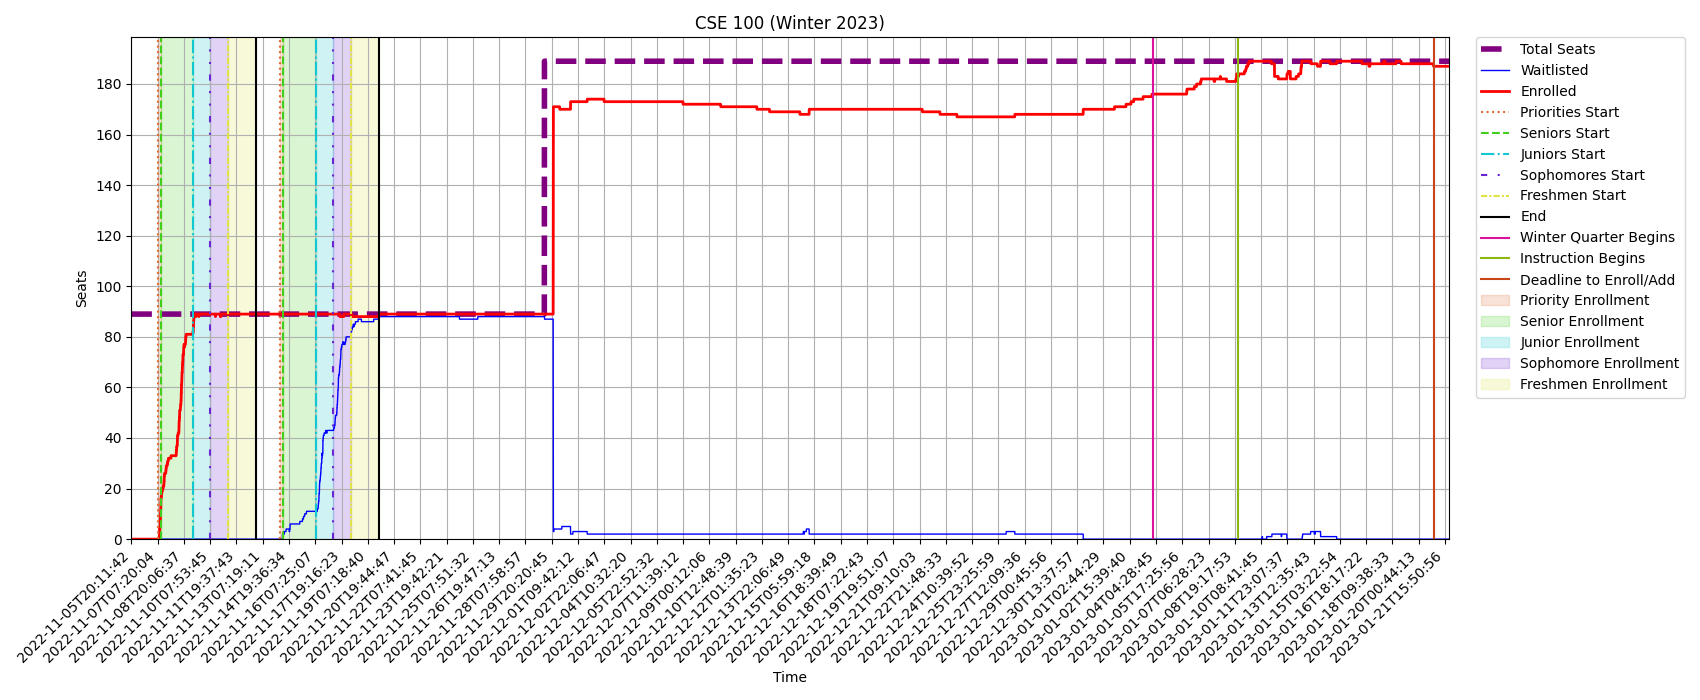 CSE 100 (Winter 2023)
Seats
180
160
140
120
100
80
60
40
20
0
2022-11-05T20:11:42
2022-11-07T07:20:04
2022-11-08T20:06:37
2022-11-10T07:53:45
2022-11-11T19:37:43
2022-11-13T07:19:11
2022-11-14T19:36:34
2022-11-16T07:25:07
2022-11-17T19:16:23
2022-11-19T07:18:40
2022-11-20T19:44:47
2022-11-22T07:41:45
2022-11-23T19:42:21
2022-11-25T07:51:32
2022-11-26T19:47:13
2022-11-28T07:58:57
2022-11-29T20:20:45
2022-12-01T09:42:12
2022-12-02T22:06:47
2022-12-04T10:32:20
2022-12-05T22:52:32
2022-12-07T11:39:12
2022-12-09T00:12:06
2022-12-10T12:48:39
2022-12-12T01:35:23
2022-12-13T22:06:49
2022-12-15T05:59:18
2022-12-16T18:39:49
2022-12-18T07:22:43
2022-12-19T19:51:07
2022-12-21T09:10:03
2022-12-22T21:48:33
2022-12-24T10:39:52
2022-12-25T23:25:59
2022-12-27T12:09:36
2022-12-29T00:45:56
2022-12-30T13:37:57
2023-01-01T02:44:29
2023-01-02T15:39:40
2023-01-04T04:28:45
2023-01-05T17:25:56
2023-01-07T06:28:23
2023-01-08T19:17:53
2023-01-10T08:41:45
2023-01-11T23:07:37
2023-01-13T12:35:43
2023-01-15T03:22:54
2023-01-16T18:17:22
2023-01-18T09:38:33
2023-01-20T00:44:13
2023-01-21T15:50:56
Time
Total Seats
Waitlisted
Enrolled
Priorities Start
Seniors Start
Juniors Start
Sophomores Start
Freshmen Start
End
Winter Quarter Begins
Instruction Begins
Deadline to Enroll/Add
Priority Enrollment
Senior Enrollment
Junior Enrollment
Sophomore Enrollment
Freshmen Enrollment